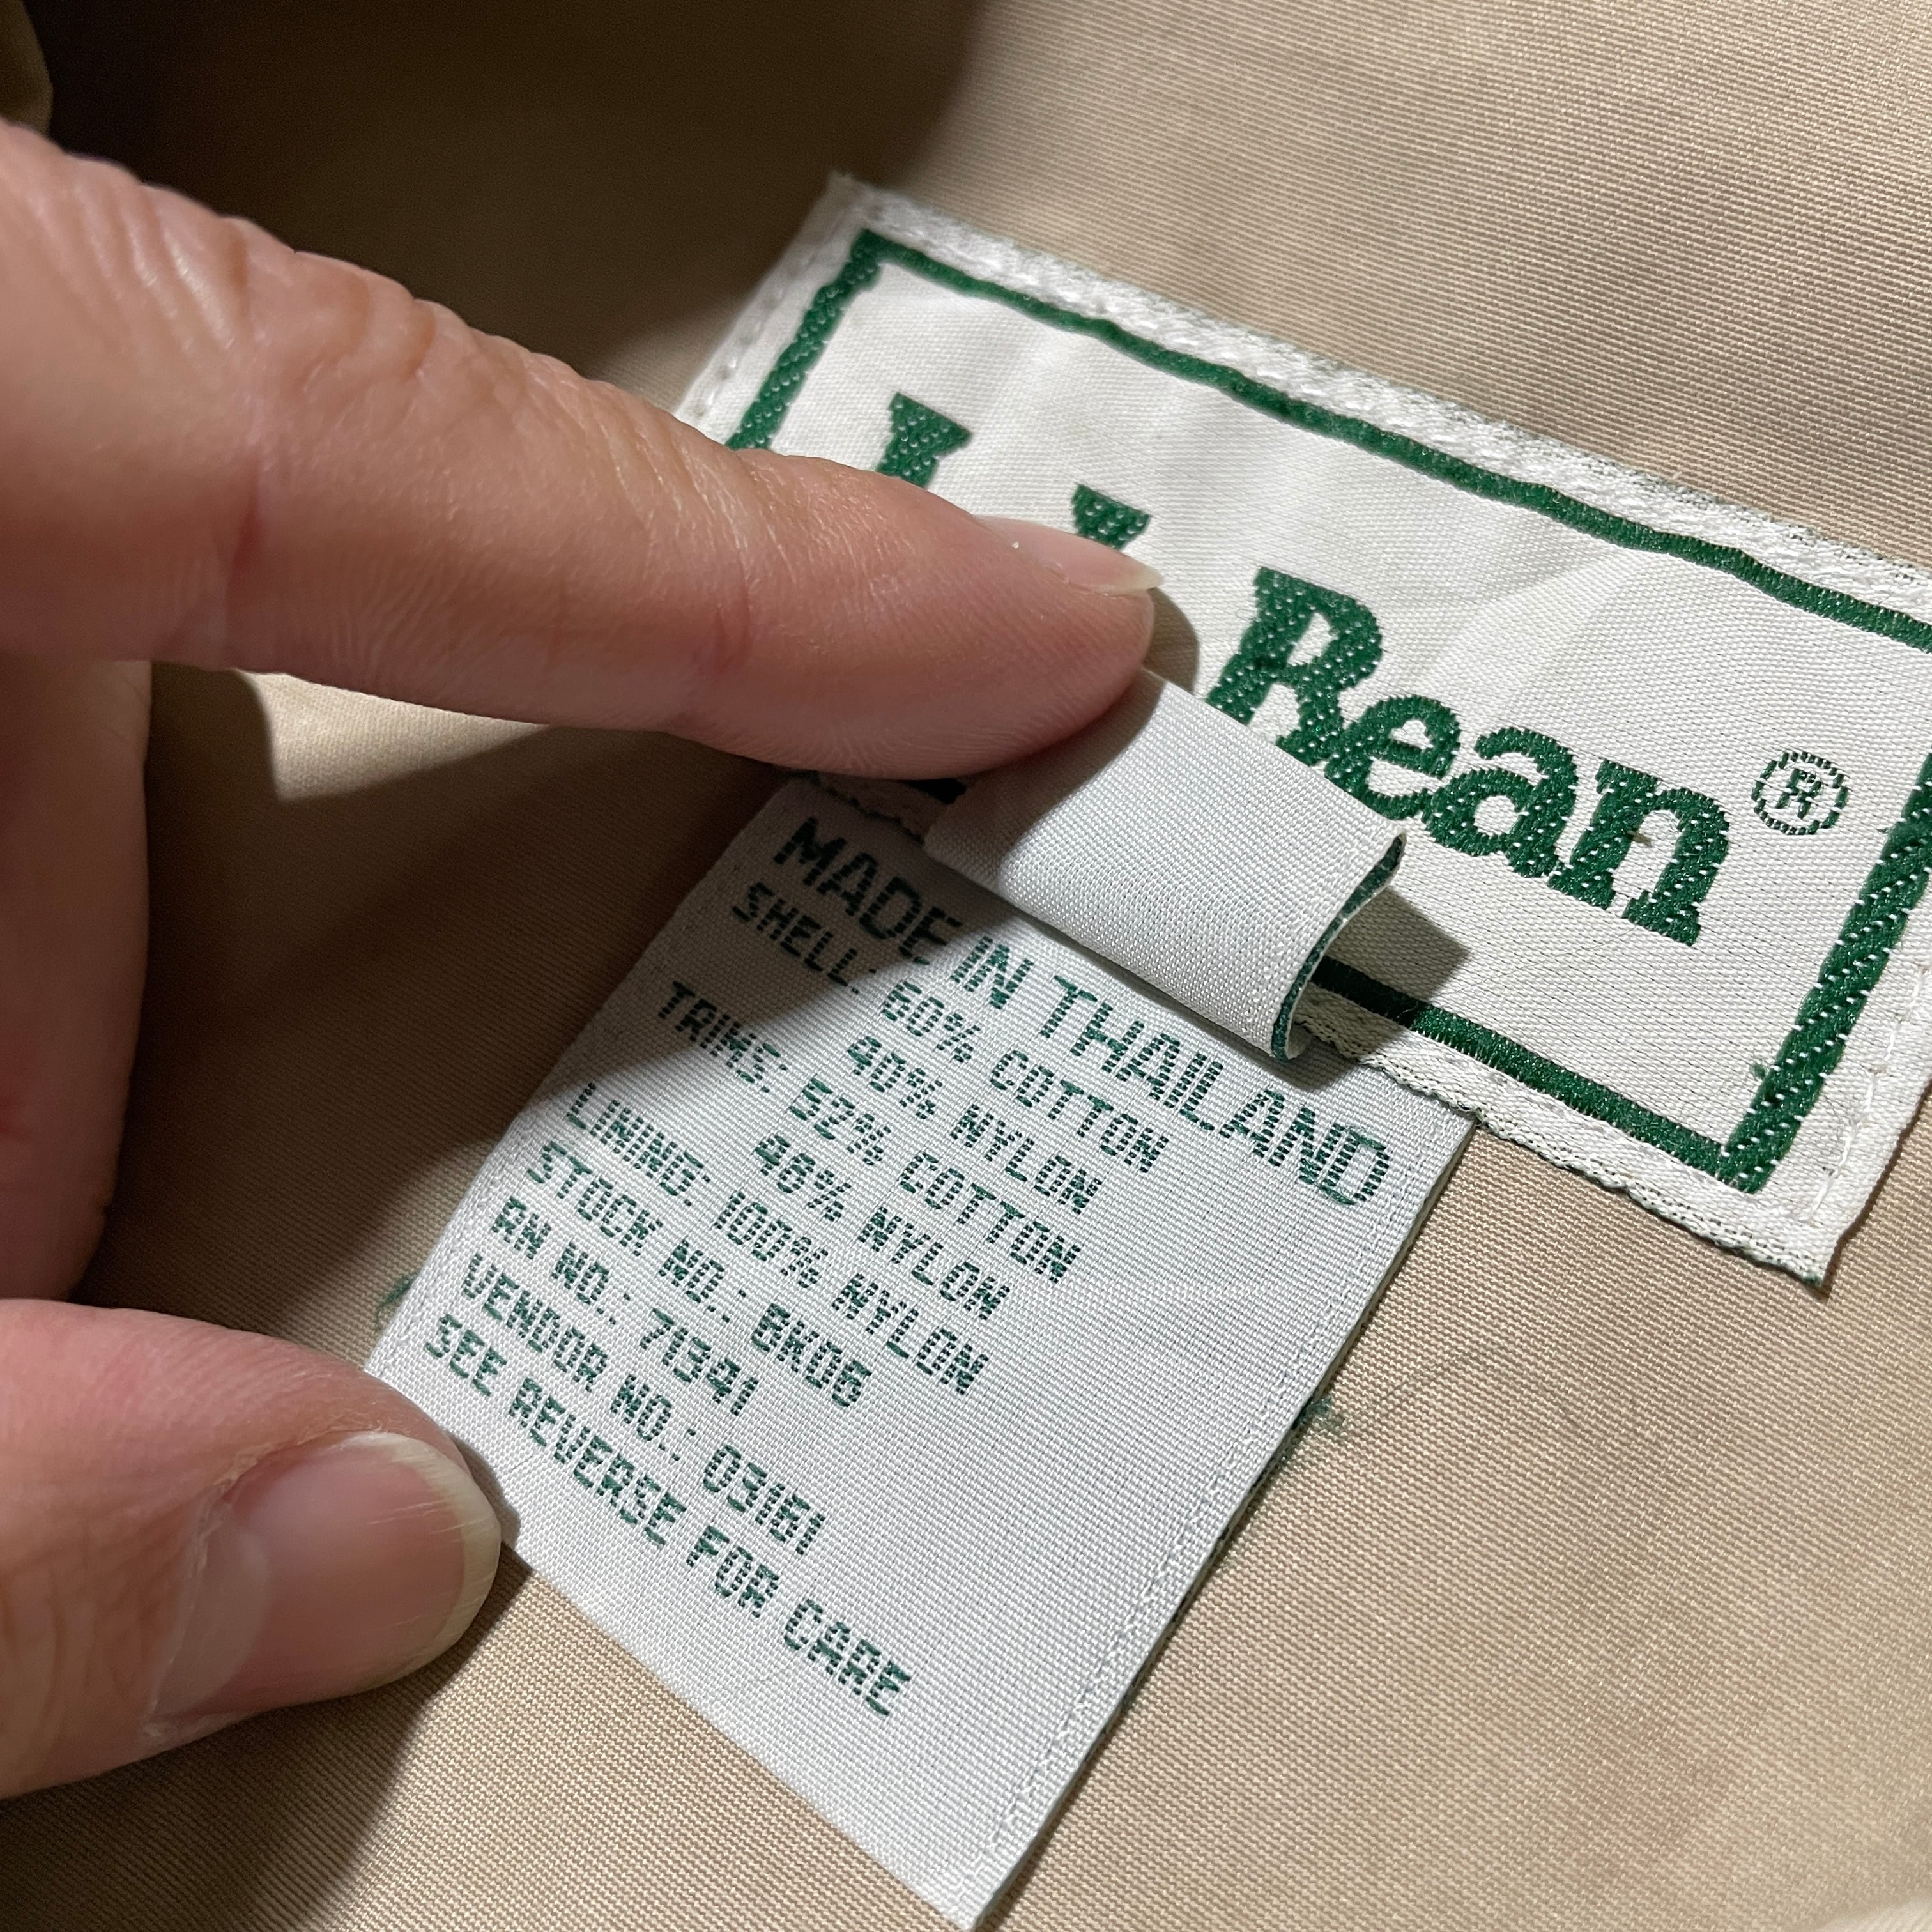 Bean®
MADE IN THAILAND
SHELL: 60% COTTON
40% NYLON
TRIMS: 52% COTTON
48% NYLON
LINING: 100% NYLON
STOCK NO.: BK06
RN NO.: 71341
VENDOR NO.: 03161
SEE REVERSE FOR CARE